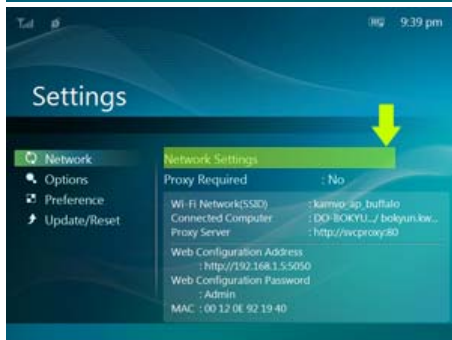 9:39 pm
Settings
Network
Options
Preference
Update/Reset
Network Settings
Proxy Required : No
Wi-Fi Network(SSID) : kamvo_ap_buffalo
Connected Computer : DO-BOKYU.../ bokyun.kw...
Proxy Server : http://svcproxy:80
Web Configuration Address
: http://192.168.1.5:5050
Web Configuration Password
: Admin
MAC : 00 12 0E 92 19 40